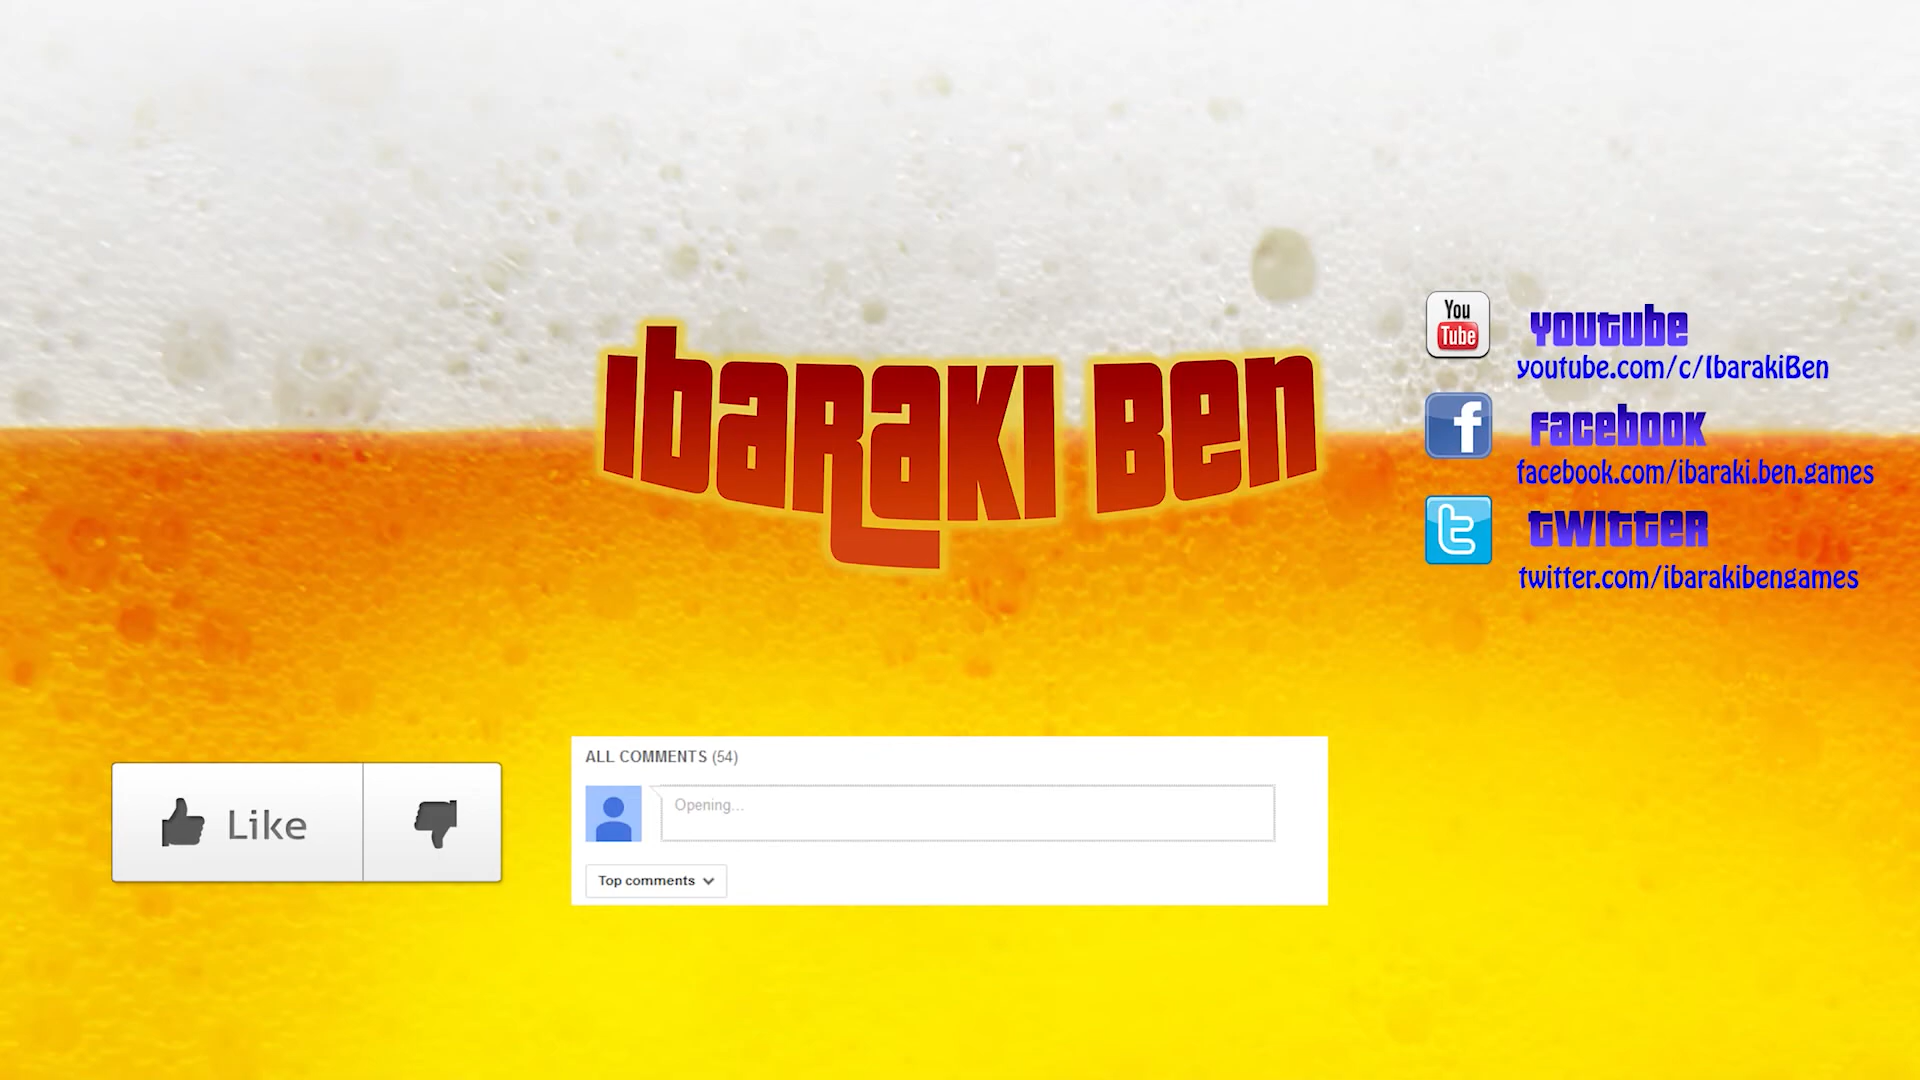 Ibaraki Ben
You
Tube
YouTube
youtube.com/c/IbarakiBen
f
Facebook
facebook.com/ibaraki.ben.games
t
Twitter
twitter.com/ibarakibengames
Like
ALL COMMENTS (54)
Opening...
Top comments